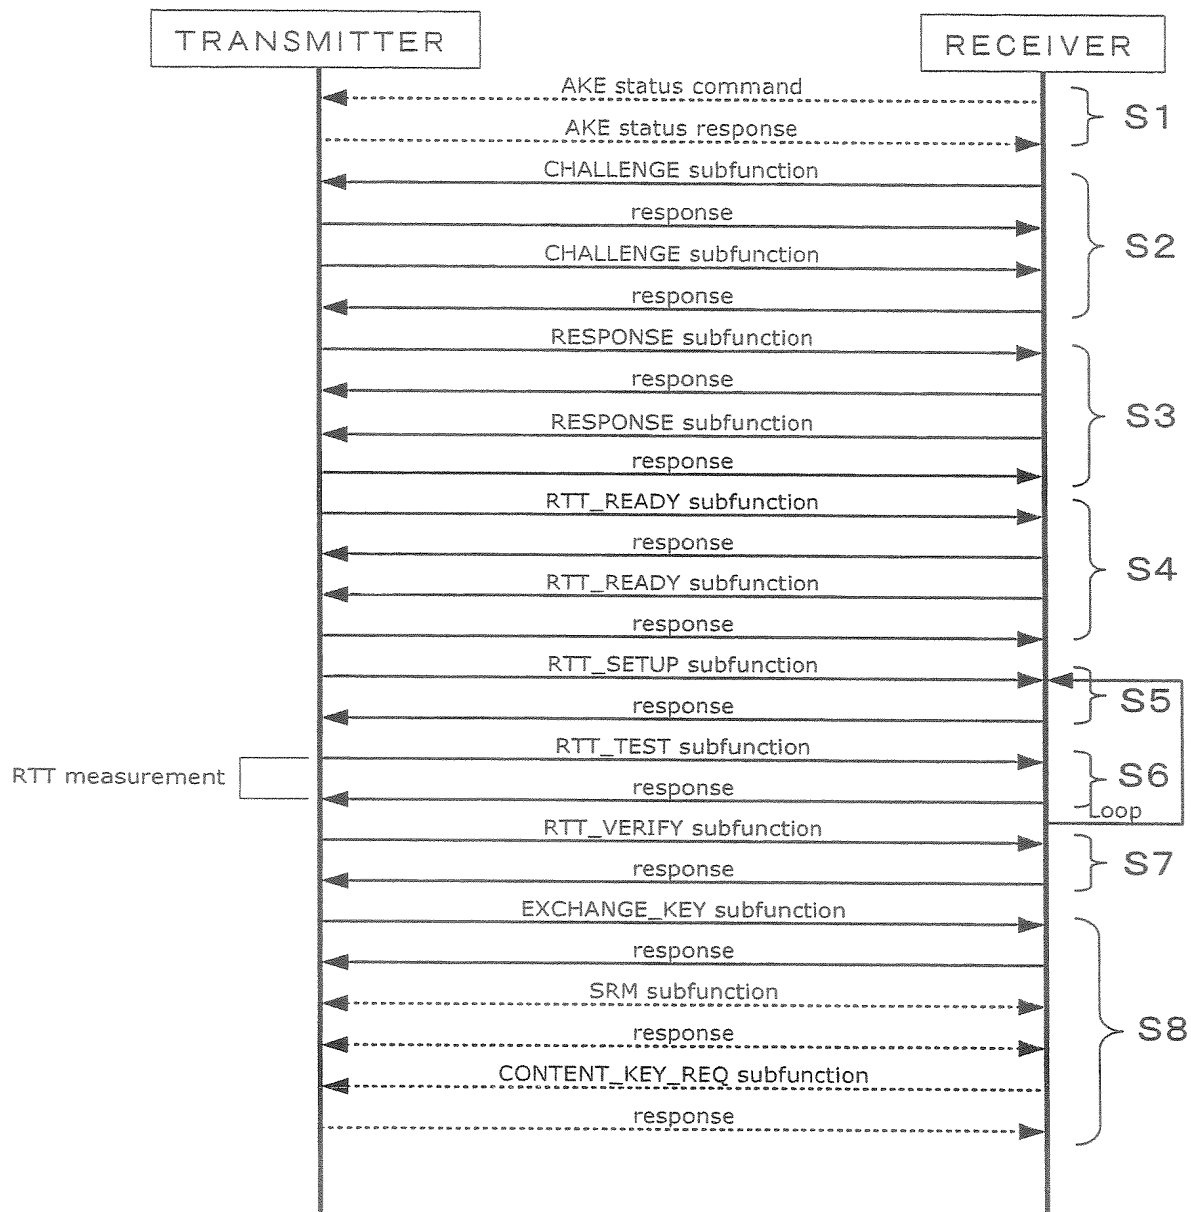 TRANSMITTER
RECEIVER
AKE status command
S1
AKE status response
CHALLENGE subfunction
response
S2
CHALLENGE subfunction
response
RESPONSE subfunction
response
S3
RESPONSE subfunction
response
RTT_READY subfunction
response
S4
RTT_READY subfunction
response
RTT_SETUP subfunction
S5
response
RTT_TEST subfunction
RTT measurement
S6
response
Loop
RTT_VERIFY subfunction
S7
response
EXCHANGE_KEY subfunction
response
SRM subfunction
S8
response
CONTENT_KEY_REQ subfunction
response